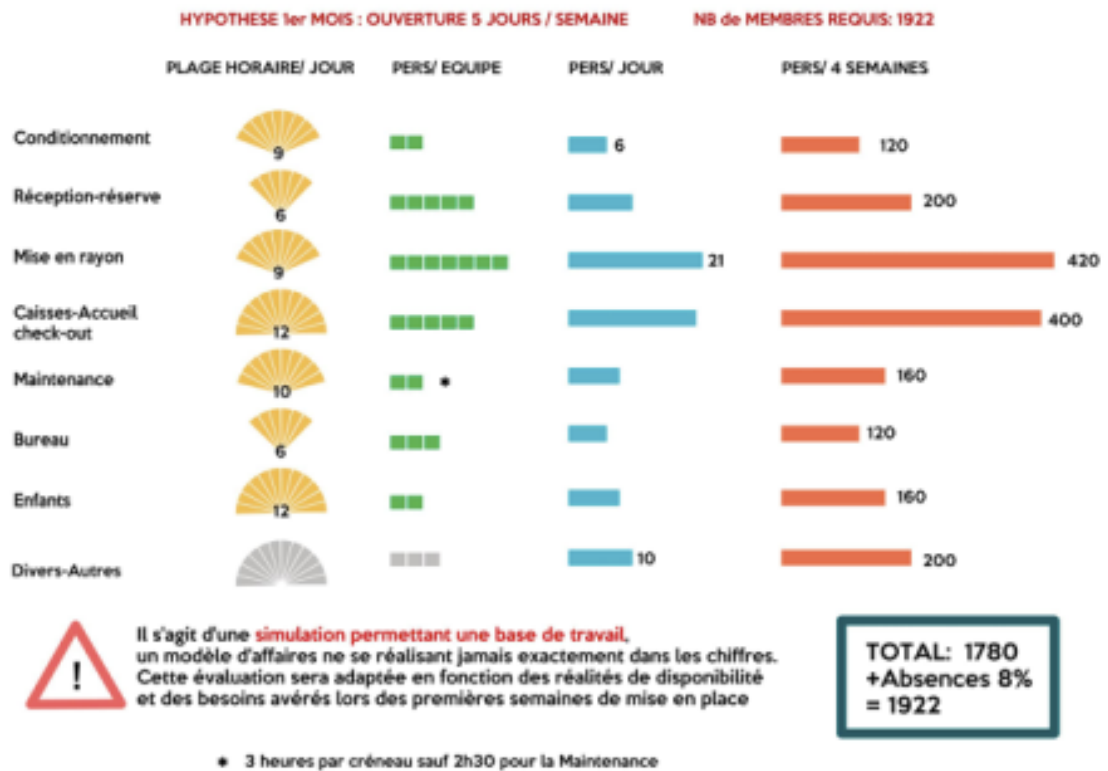 HYPOTHESE 1er MOIS : OUVERTURE 5 JOURS / SEMAINE NB de MEMBRES REQUIS: 1922
PLAGE HORAIRE/ JOUR PERS/ EQUIPE PERS/ JOUR PERS/ 4 SEMAINES
Conditionnement 9 6 120
Réception-réserve 6 200
Mise en rayon 9 21 420
Caisses-Accueil
check-out 12 400
Maintenance 10 * 160
Bureau 6 120
Enfants 12 160
Divers-Autres 10 200
! Il s'agit d'une simulation permettant une base de travail,
un modèle d'affaires ne se réalisant jamais exactement dans les chiffres.
Cette évaluation sera adaptée en fonction des réalités de disponibilité
et des besoins avérés lors des premières semaines de mise en place
TOTAL: 1780
+Absences 8%
= 1922
* 3 heures par créneau sauf 2h30 pour la Maintenance